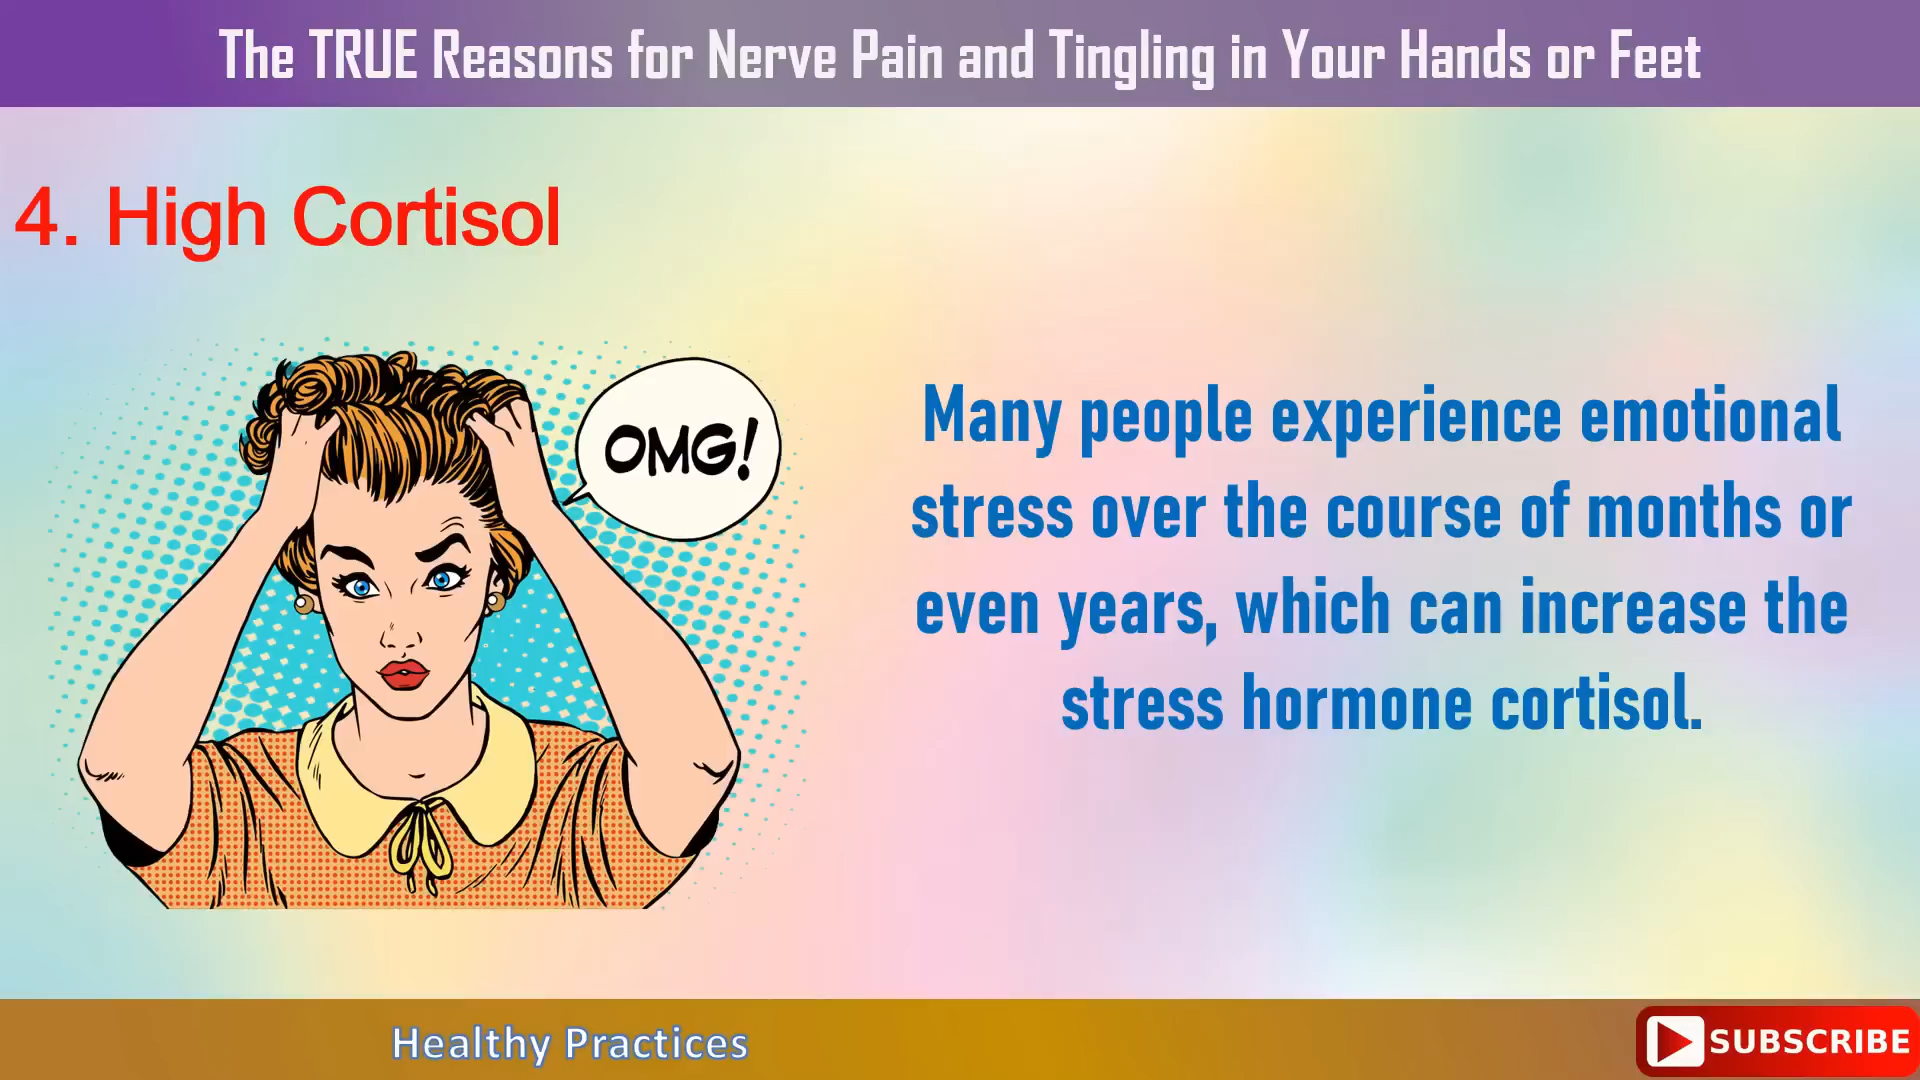 The TRUE Reasons for Nerve Pain and Tingling in Your Hands or Feet
4. High Cortisol
OMG!
Many people experience emotional
stress over the course of months or
even years, which can increase the
stress hormone cortisol.
Healthy Practices
SUBSCRIBE